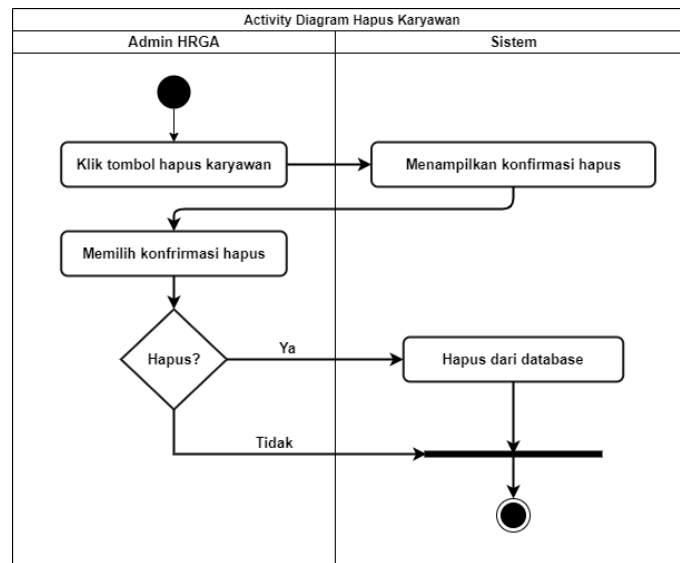 Activity Diagram Hapus Karyawan
Admin HRGA
Sistem
Klik tombol hapus karyawan
Menampilkan konfirmasi hapus
Memilih konfrirmasi hapus
Hapus?
Ya
Hapus dari database
Tidak